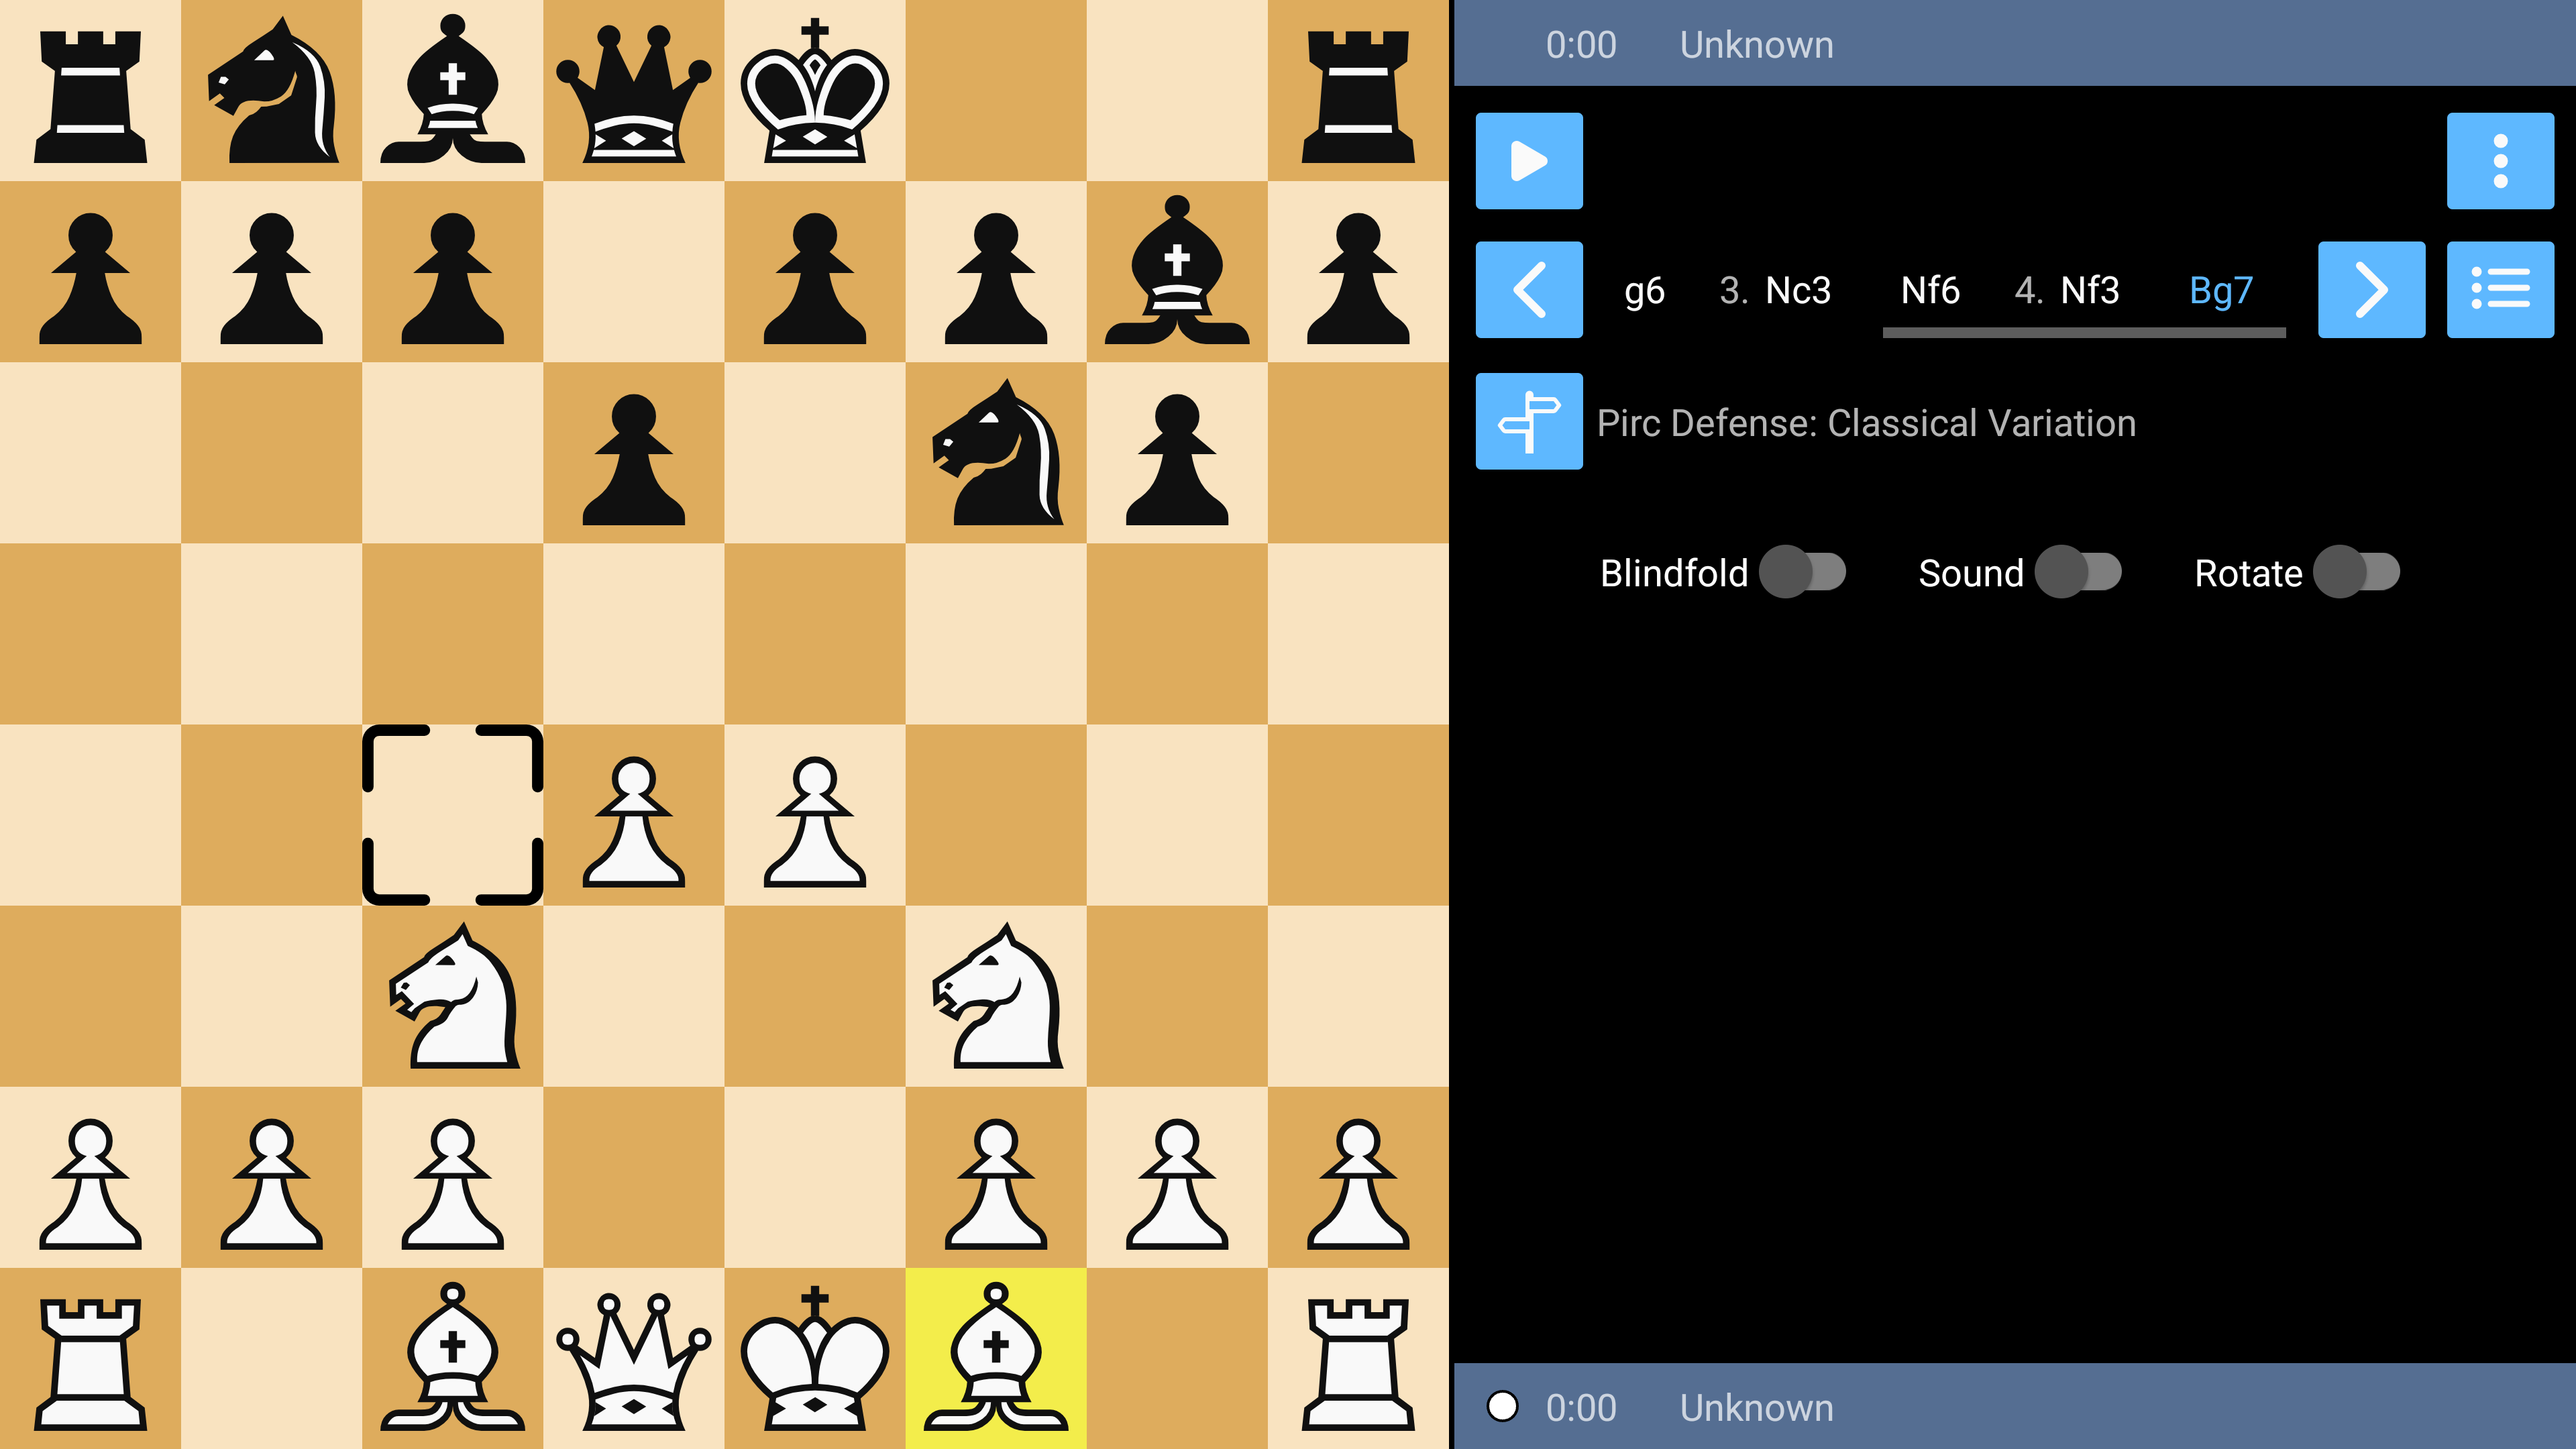 0:00 Unknown
g6 3. Nc3 Nf6 4. Nf3 Bg7
Pirc Defense: Classical Variation
Blindfold Sound Rotate
0:00 Unknown